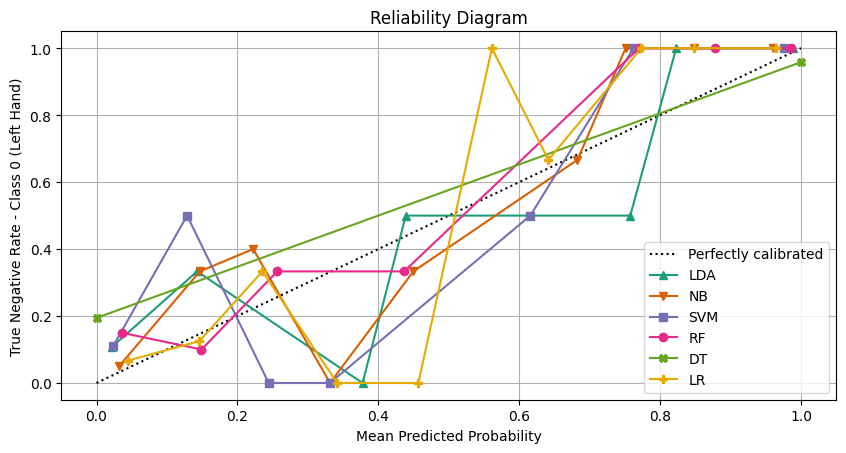 Reliability Diagram
True Negative Rate - Class 0 (Left Hand)
1.0
0.8
0.6
0.4
0.2
0.0
Perfectly calibrated
LDA
NB
SVM
RF
DT
LR
0.0 0.2 0.4 0.6 0.8 1.0
Mean Predicted Probability